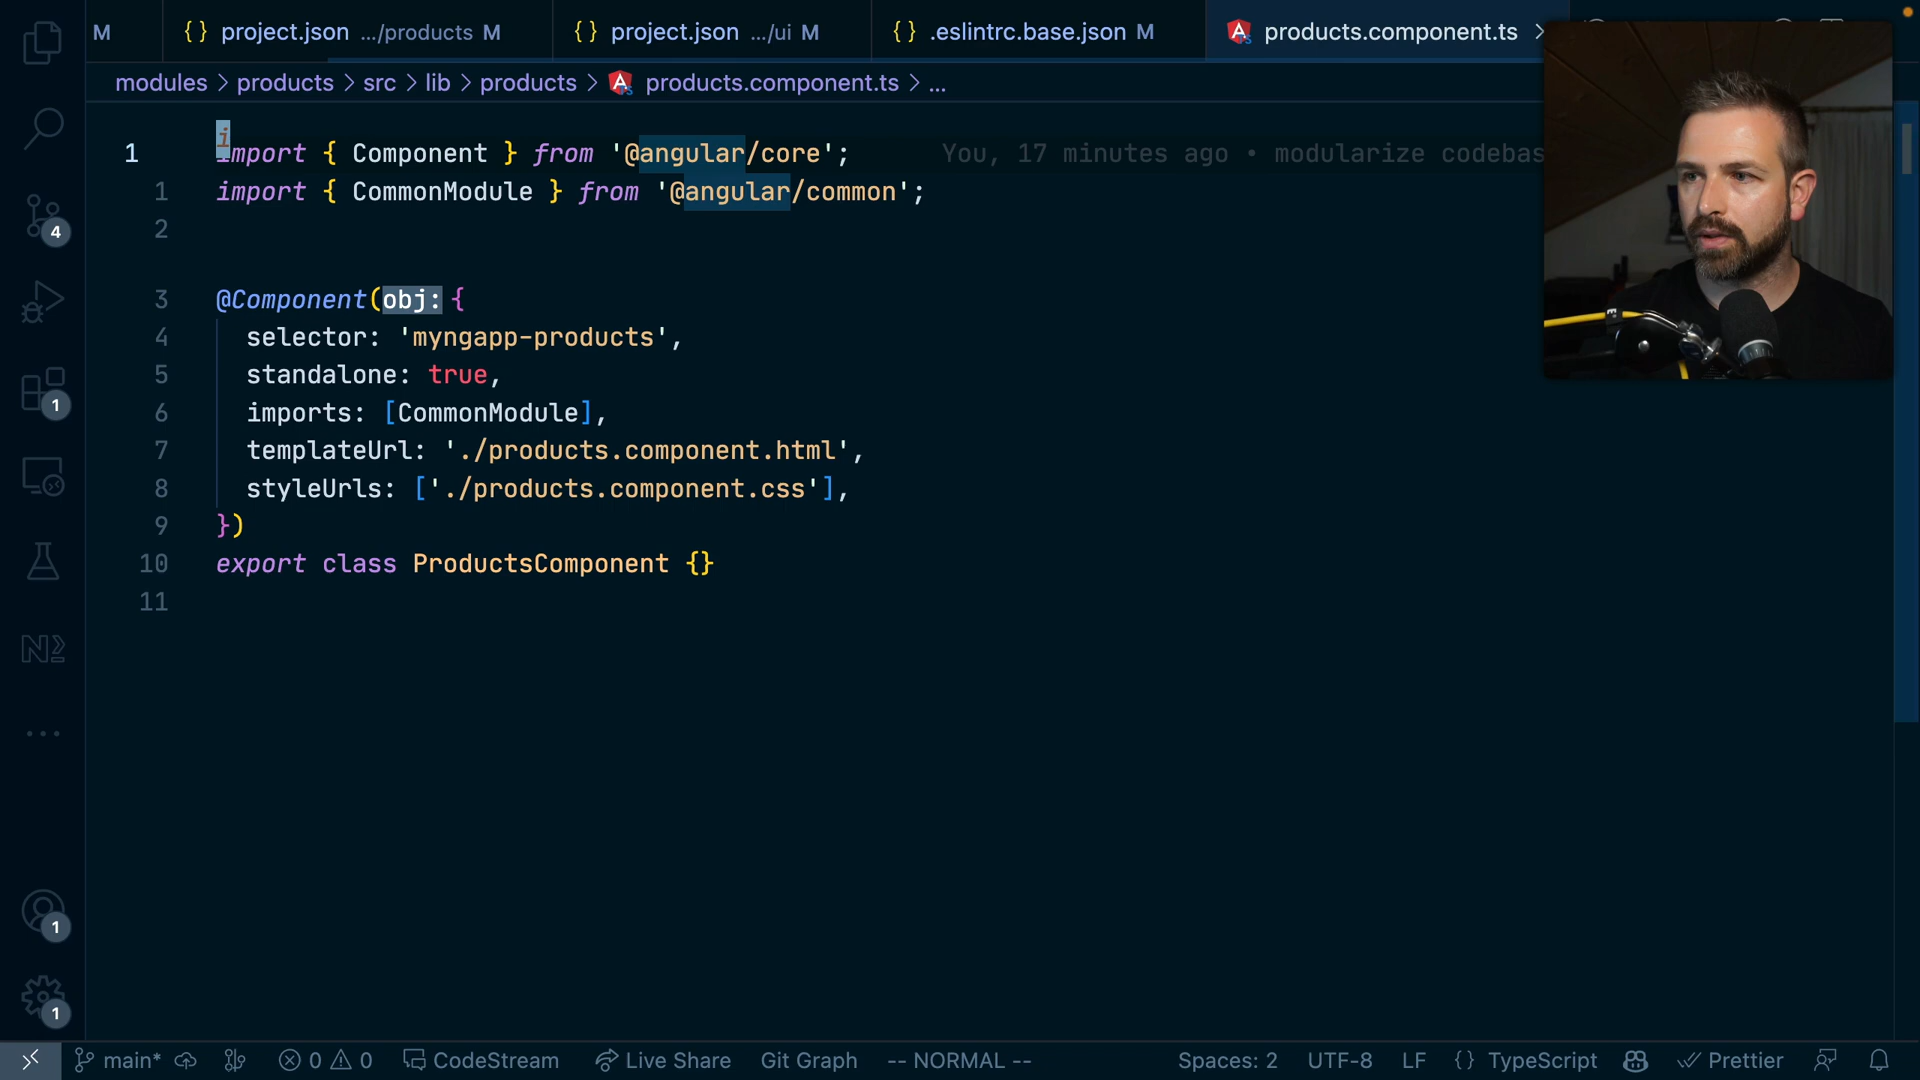 M
{} project.json .../products M
{} project.json .../ui M
{} .eslintrc.base.json M
products.component.ts
modules > products > src > lib > products > products.component.ts > ...
1 import { Component } from '@angular/core'; You, 17 minutes ago • modularize codebas
1 import { CommonModule } from '@angular/common';
2
3 @Component(obj: {
4 selector: 'myngapp-products',
5 standalone: true,
6 imports: [CommonModule],
7 templateUrl: './products.component.html',
8 styleUrls: ['./products.component.css'],
9 })
10 export class ProductsComponent {}
11
4
1
1
1
main* 0 0 CodeStream Live Share Git Graph -- NORMAL -- Spaces: 2 UTF-8 LF {} TypeScript Prettier